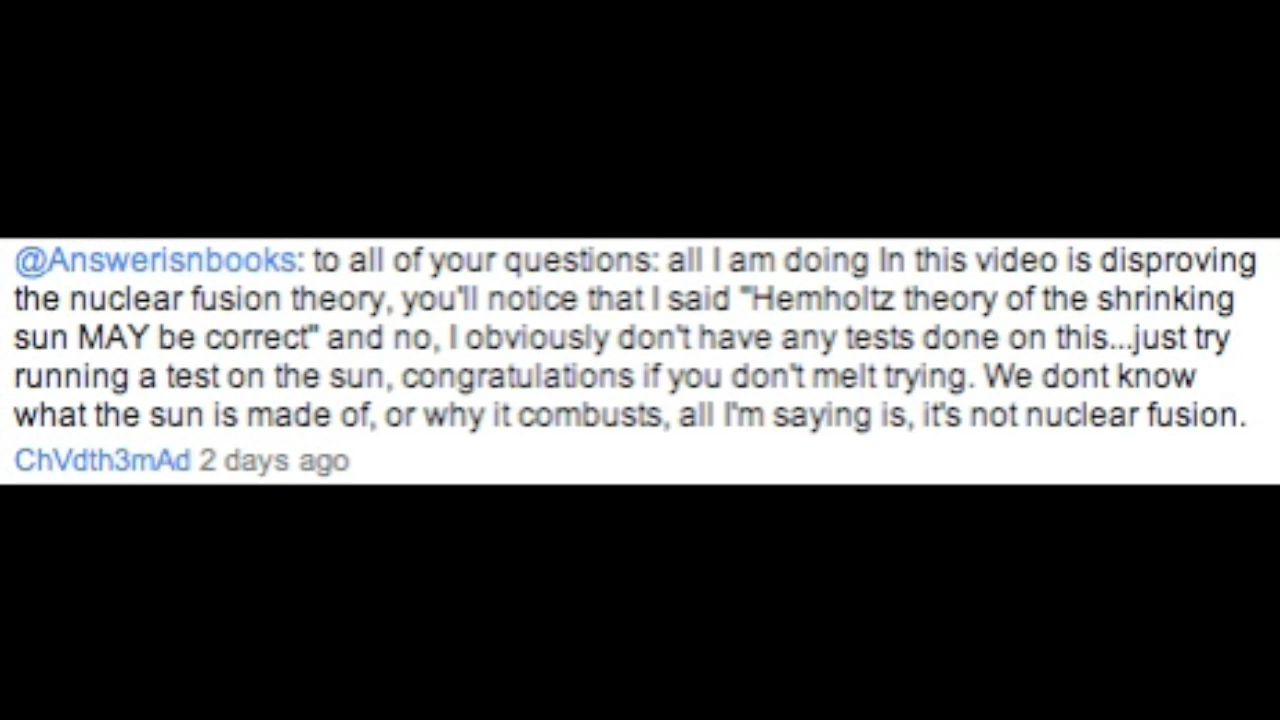 @Answerisnbooks: to all of your questions: all I am doing In this video is disproving
the nuclear fusion theory, you'll notice that I said "Hemholtz theory of the shrinking
sun MAY be correct" and no, I obviously don't have any tests done on this...just try
running a test on the sun, congratulations if you don't melt trying. We dont know
what the sun is made of, or why it combusts, all I'm saying is, it's not nuclear fusion.
ChVdth3mAd 2 days ago